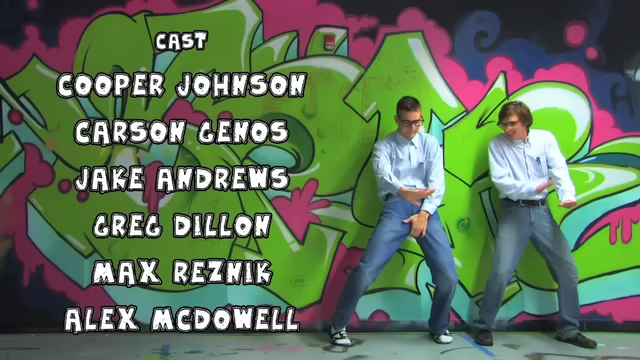 CAST
COOPER JOHNSON
CARSON GENOS
JAKE ANDREWS
GREG DILLON
MAX REZNIK
ALEX MCDOWELL